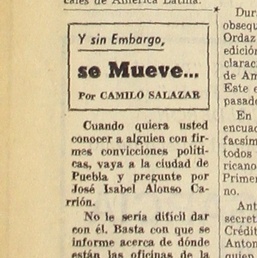 cales de América Latina.
Y sin Embargo,
se Mueve...
Por CAMILO SALAZAR
Cuando quiera usted
conocer a alguien con fir-
mes convicciones políti-
cas, vaya a la ciudad de
Puebla y pregunte por
José Isabel Alonso Ca-
rrión.
No le sería difícil dar
con él. Basta con que se
informe acerca de dónde
están las oficinas de la
obseq
Ordaz
edición
claraci
de Am
Este
pasado
En
encuad
facsím
todos
ricano
Primer
no.
Ant
secret
Crédit
Anton
quien